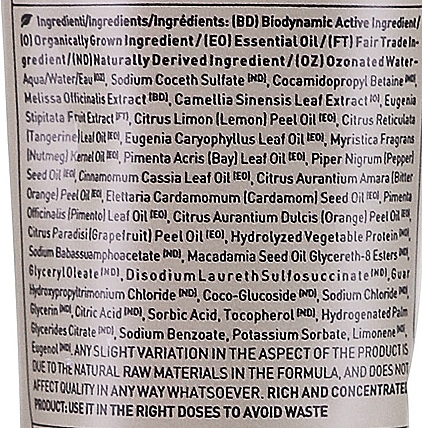 Ingredienti/Ingredients/Ingrédients: (BD) Biodynamic Active Ingredient/
(O) Organically Grown Ingredient/(EO) Essential Oil/(FT) Fair Trade In-
gredient/(ND) Naturally Derived Ingredient/(OZ) Ozonated Water-
Aqua/Water/Eau [OZ], Sodium Coceth Sulfate [ND], Cocamidopropyl Betaine [ND],
Melissa Officinalis Extract [BD], Camellia Sinensis Leaf Extract [O], Eugenia
Stipitata Fruit Extract [FT], Citrus Limon (Lemon) Peel Oil [EO], Citrus Reticulata
(Tangerine) Leaf Oil [EO], Eugenia Caryophyllus Leaf Oil [EO], Myristica Fragrans
(Nutmeg) Kernel Oil [EO], Pimenta Acris (Bay) Leaf Oil [EO], Piper Nigrum (Pepper)
Seed Oil [EO], Cinnamomum Cassia Leaf Oil [EO], Citrus Aurantium Amara (Bitter
Orange) Peel Oil [EO], Elettaria Cardamomum (Cardamom) Seed Oil [EO], Pimenta
Officinalis (Pimento) Leaf Oil [EO], Citrus Aurantium Dulcis (Orange) Peel Oil [EO],
Citrus Paradisi (Grapefruit) Peel Oil [EO], Hydrolyzed Vegetable Protein [ND],
Sodium Babassuamphoacetate [ND], Macadamia Seed Oil Glycereth-8 Esters [ND],
Glyceryl Oleate [ND], Disodium Laureth Sulfosuccinate [ND], Guar
Hydroxypropyltrimonium Chloride [ND], Coco-Glucoside [ND], Sodium Chloride [ND],
Glycerin [ND], Citric Acid [ND], Sorbic Acid, Tocopherol [ND], Hydrogenated Palm
Glycerides Citrate [ND], Sodium Benzoate, Potassium Sorbate, Limonene [ND],
Eugenol [ND]. ANY SLIGHT VARIATION IN THE ASPECT OF THE PRODUCT IS
DUE TO THE NATURAL RAW MATERIALS IN THE FORMULA, AND DOES NOT
AFFECT QUALITY IN ANY WAY WHATSOEVER. RICH AND CONCENTRATED
PRODUCT: USE IT IN THE RIGHT DOSES TO AVOID WASTE